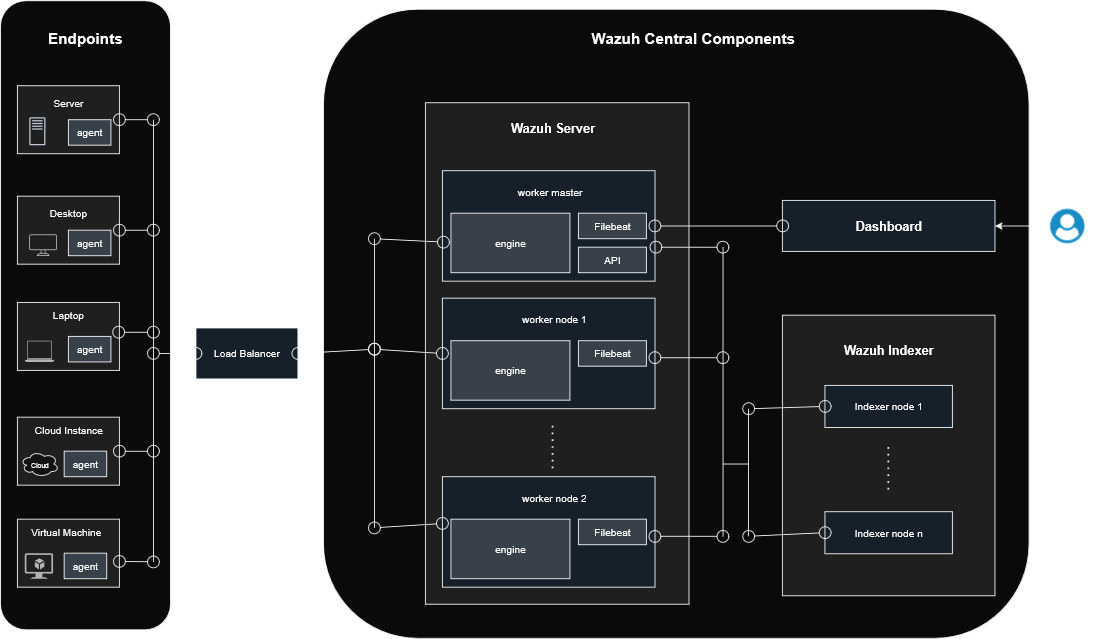 Endpoints
Server
agent
Desktop
agent
Laptop
agent
Cloud Instance
Cloud
agent
Virtual Machine
agent
Load Balancer
Wazuh Central Components
Wazuh Server
worker master
engine
Filebeat
API
worker node 1
engine
Filebeat
worker node 2
engine
Filebeat
Dashboard
Wazuh Indexer
Indexer node 1
Indexer node n